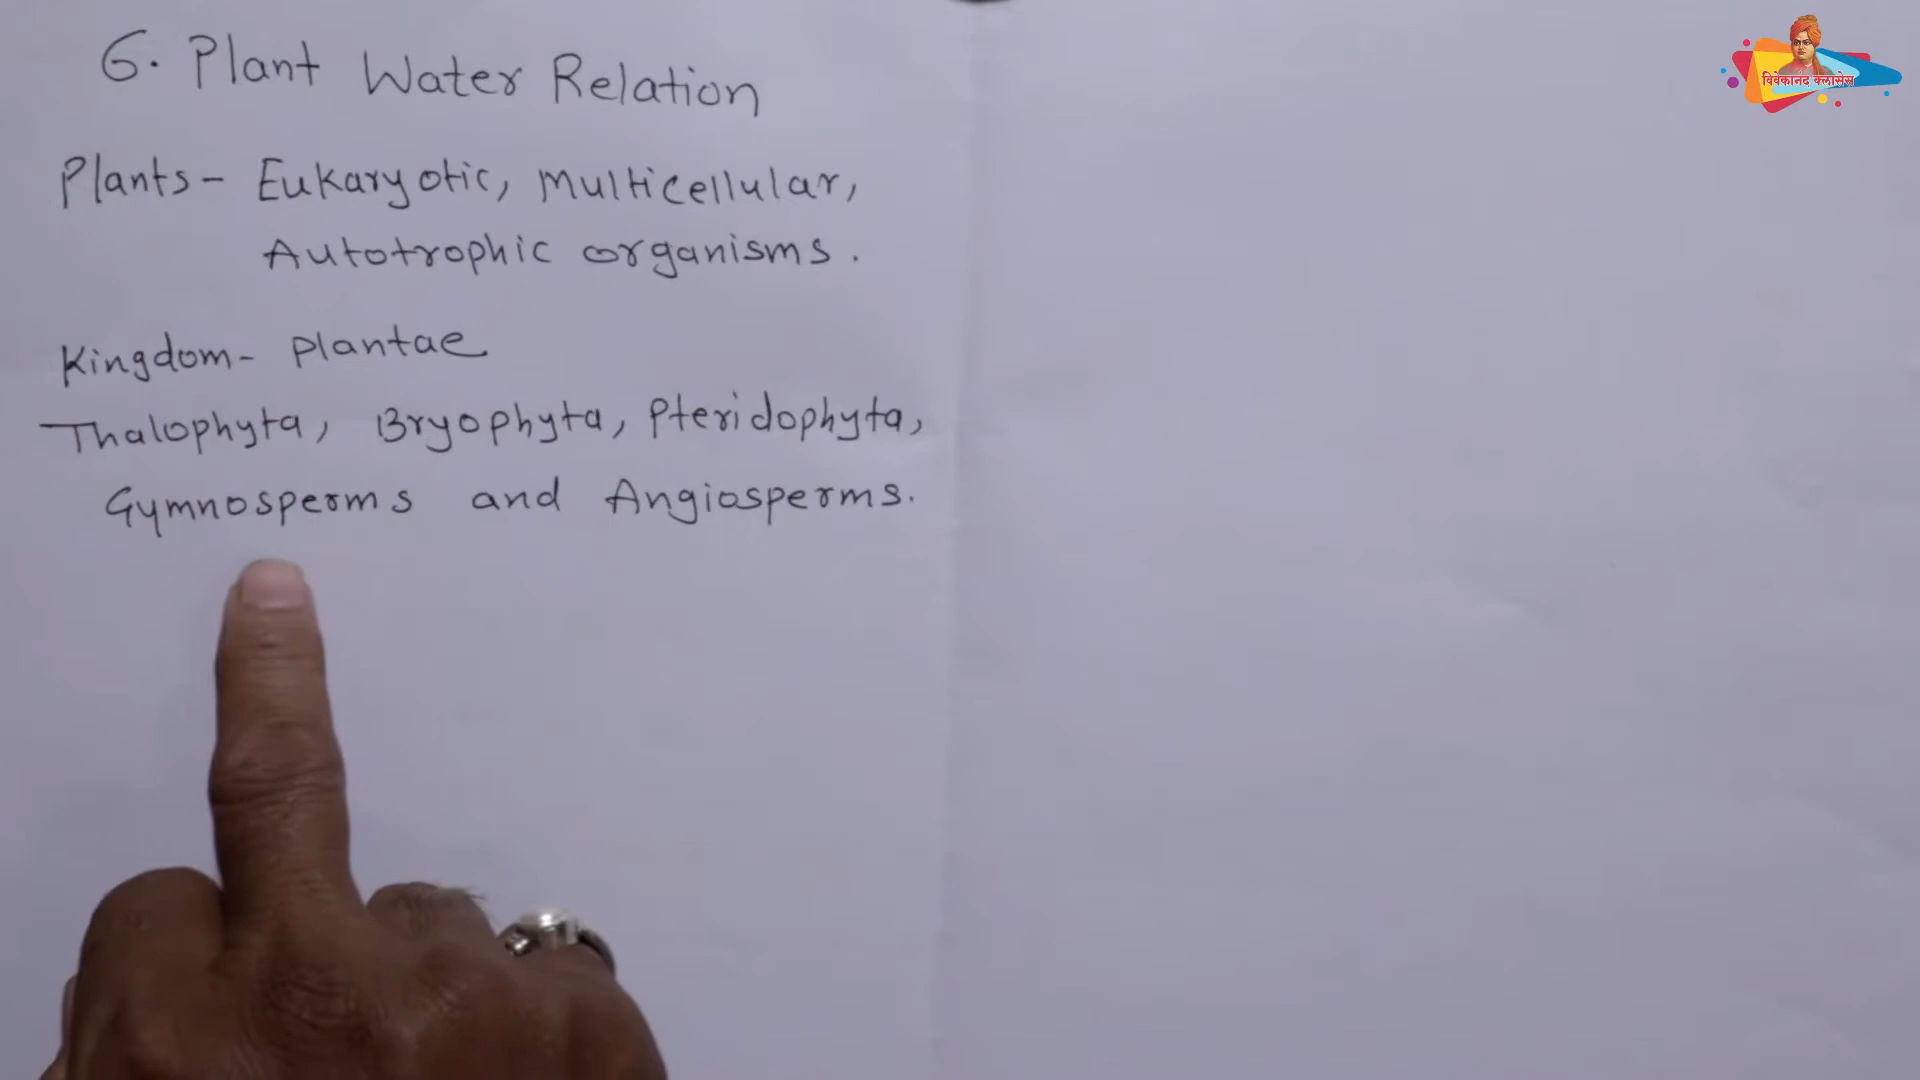 6. Plant Water Relation
Plants - Eukaryotic, Multicellular,
Autotrophic organisms.
Kingdom - Plantae
Thalophyta, Bryophyta, Pteridophyta,
Gymnosperms and Angiosperms.
विवेकानंद क्लासेस